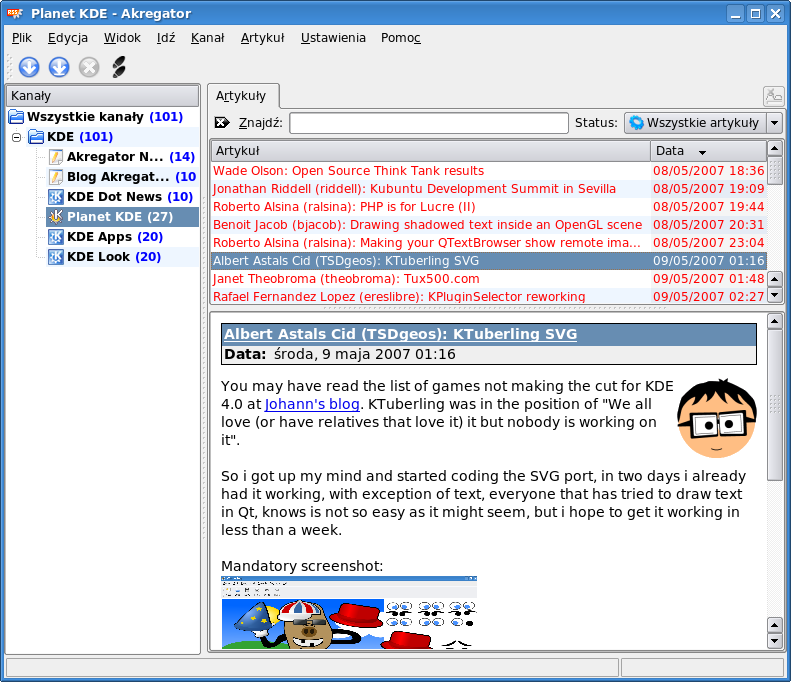 Planet KDE - Akregator
Plik Edycja Widok Idź Kanał Artykuł Ustawienia Pomoc
Kanały
Wszystkie kanały (101)
KDE (101)
Akregator N... (14)
Blog Akregat... (10
KDE Dot News (10)
Planet KDE (27)
KDE Apps (20)
KDE Look (20)
Artykuły
Znajdź: Status: Wszystkie artykuły
Artykuł Data
Wade Olson: Open Source Think Tank results 08/05/2007 18:36
Jonathan Riddell (riddell): Kubuntu Development Summit in Sevilla 08/05/2007 19:09
Roberto Alsina (ralsina): PHP is for Lucre (II) 08/05/2007 19:44
Benoit Jacob (bjacob): Drawing shadowed text inside an OpenGL scene 08/05/2007 20:31
Roberto Alsina (ralsina): Making your QTextBrowser show remote ima... 08/05/2007 23:04
Albert Astals Cid (TSDgeos): KTuberling SVG 09/05/2007 01:16
Janet Theobroma (theobroma): Tux500.com 09/05/2007 01:48
Rafael Fernandez Lopez (ereslibre): KPluginSelector reworking 09/05/2007 02:27
Albert Astals Cid (TSDgeos): KTuberling SVG
Data: środa, 9 maja 2007 01:16
You may have read the list of games not making the cut for KDE
4.0 at Johann's blog. KTuberling was in the position of "We all
love (or have relatives that love it) it but nobody is working on
it".
So i got up my mind and started coding the SVG port, in two days i already
had it working, with exception of text, everyone that has tried to draw text
in Qt, knows is not so easy as it might seem, but i hope to get it working in
less than a week.
Mandatory screenshot: